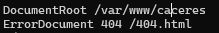 DocumentRoot /var/www/caceres
ErrorDocument 404 /404.html